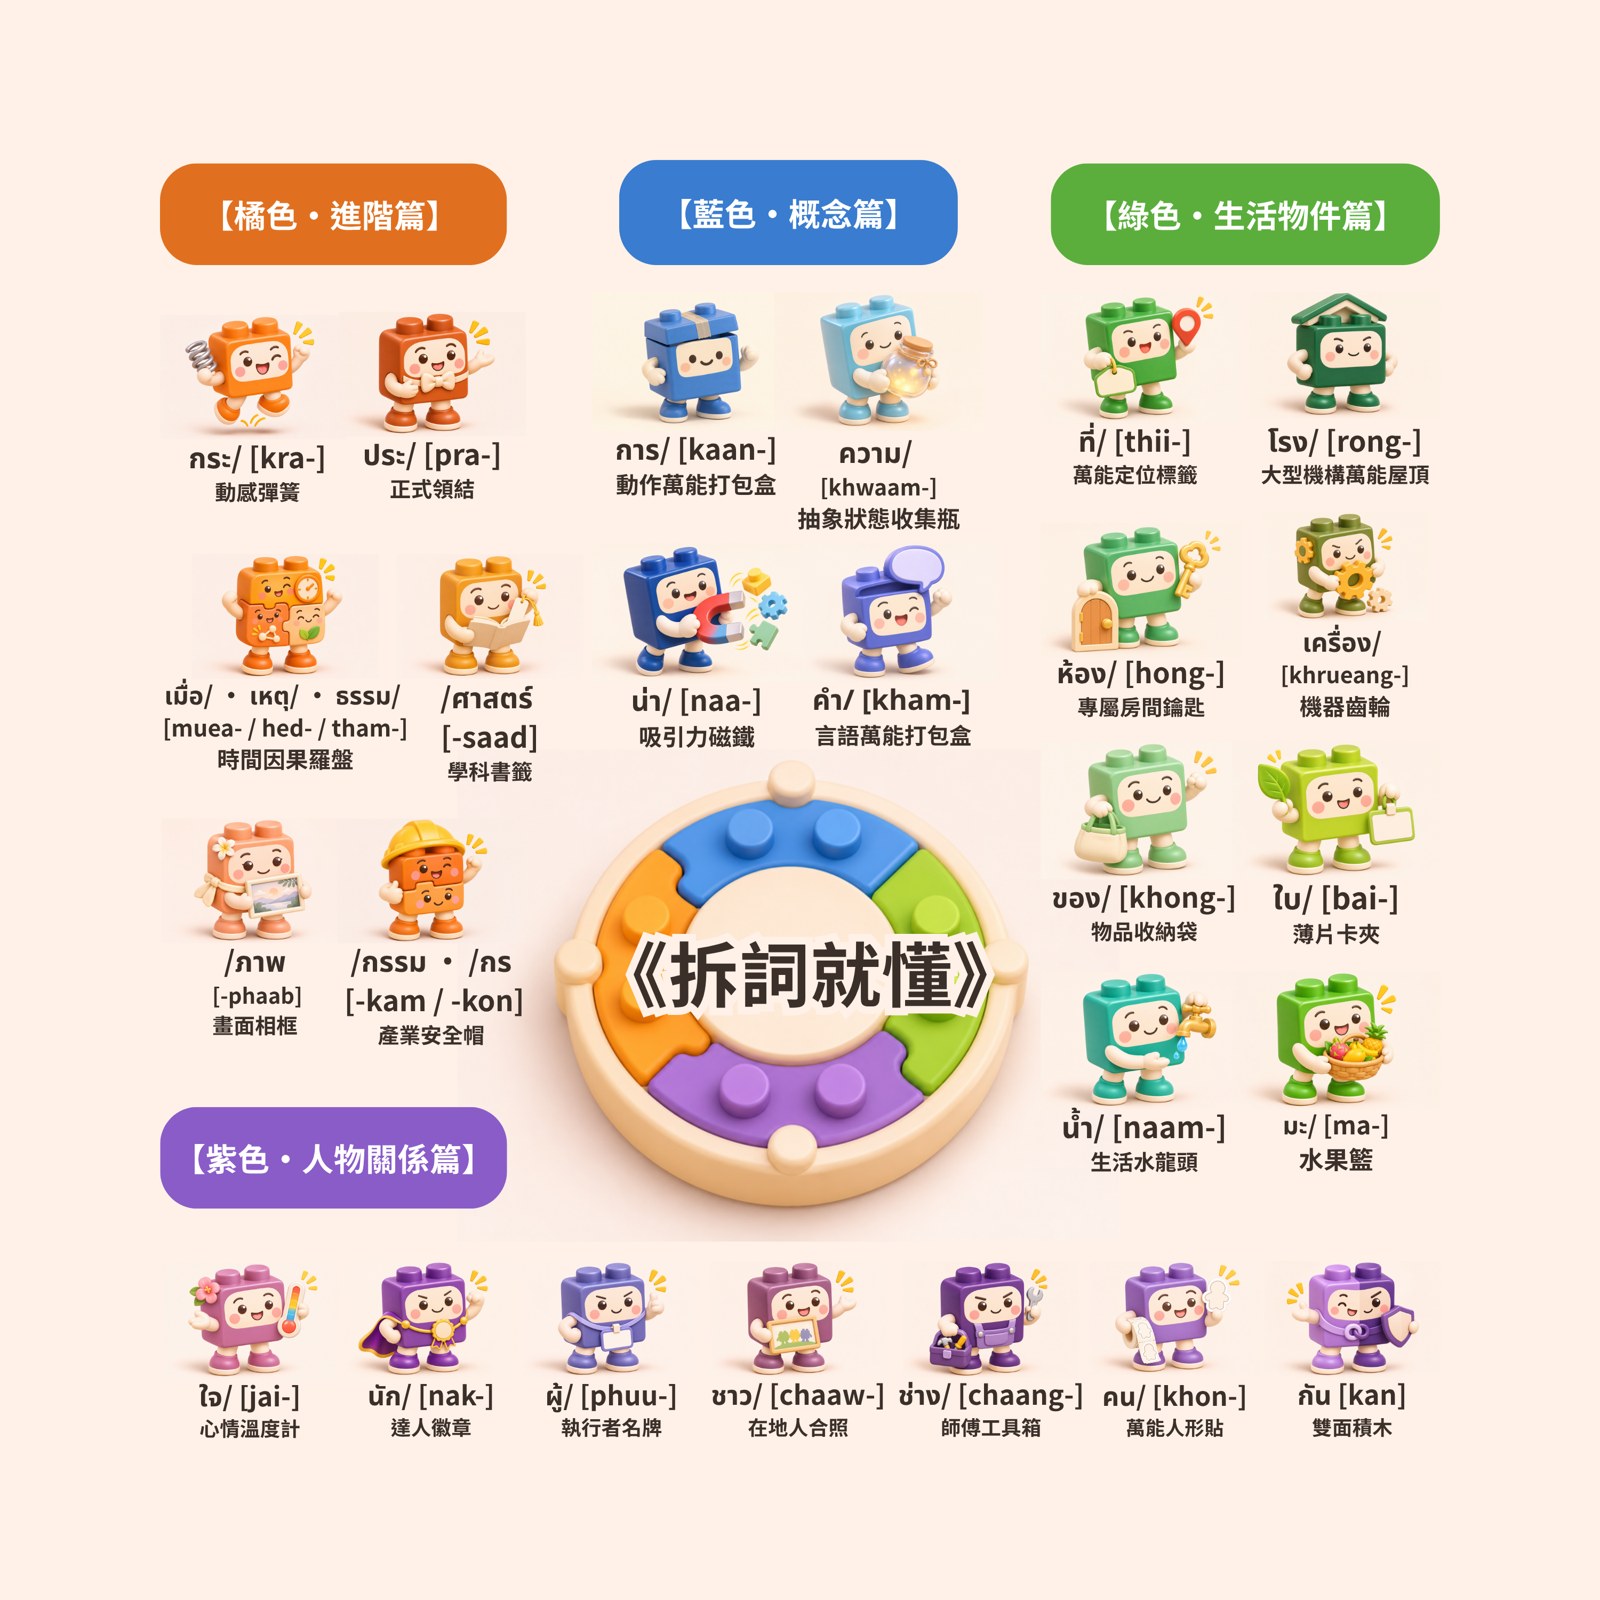 【橘色・進階篇】
กระ/ [kra-]
動感彈簧
ประ/ [pra-]
正式領結
เมื่อ/ ・ เหตุ/ ・ ธรรม/
[muea- / hed- / tham-]
時間因果羅盤
/ศาสตร์
[-saad]
學科書籤
/ภาพ
[-phaab]
畫面相框
/กรรม ・ /กร
[-kam / -kon]
產業安全帽
【藍色・概念篇】
การ/ [kaan-]
動作萬能打包盒
ความ/
[khwaam-]
抽象狀態收集瓶
น่า/ [naa-]
吸引力磁鐵
คำ/ [kham-]
言語萬能打包盒
【綠色・生活物件篇】
ที่/ [thii-]
萬能定位標籤
โรง/ [rong-]
大型機構萬能屋頂
ห้อง/ [hong-]
專屬房間鑰匙
เครื่อง/
[khrueang-]
機器齒輪
ของ/ [khong-]
物品收納袋
ใบ/ [bai-]
薄片卡夾
น้ำ/ [naam-]
生活水龍頭
มะ/ [ma-]
水果籃
《拆詞就懂》
【紫色・人物關係篇】
ใจ/ [jai-]
心情溫度計
นัก/ [nak-]
達人徽章
ผู้/ [phuu-]
執行者名牌
ชาว/ [chaaw-]
在地人合照
ช่าง/ [chaang-]
師傅工具箱
คน/ [khon-]
萬能人形貼
กัน [kan]
雙面積木